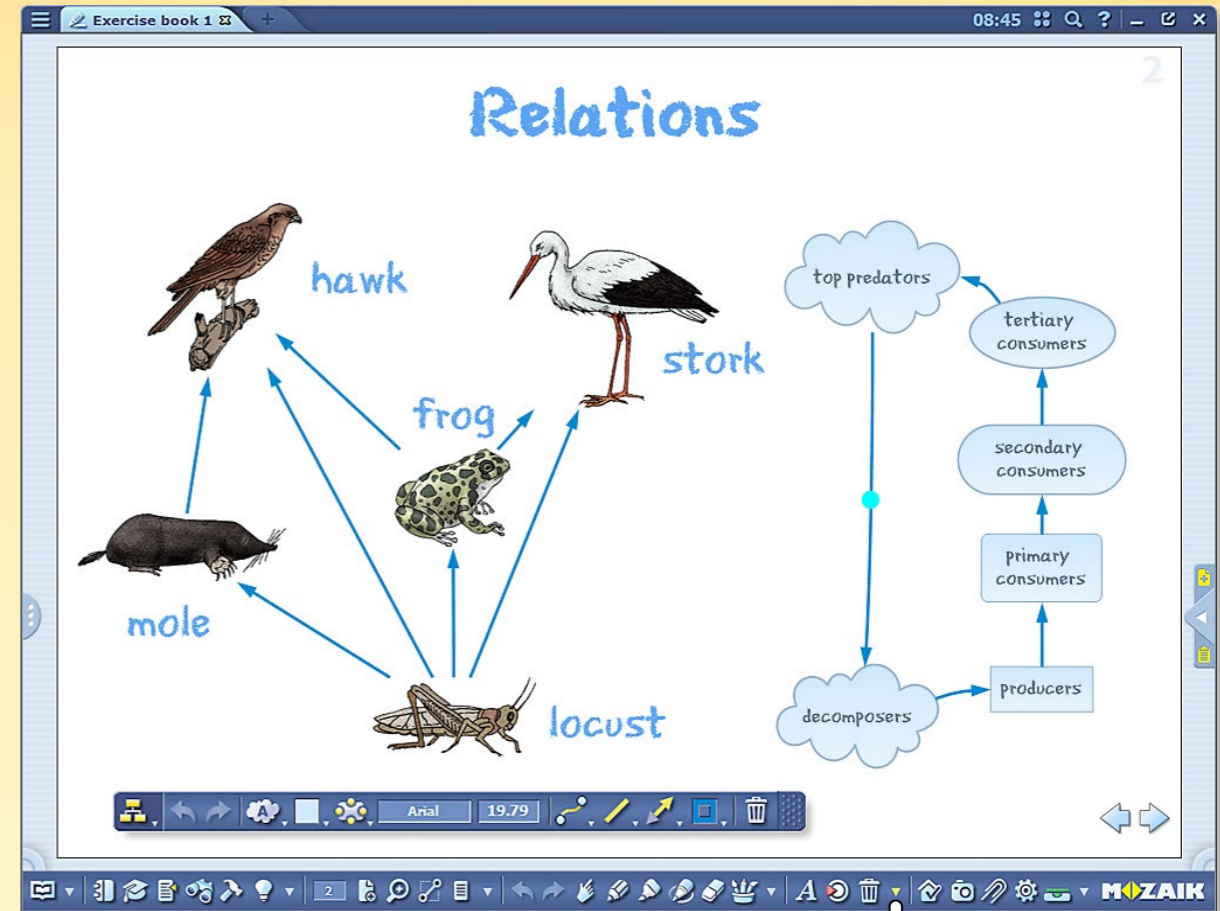 Exercise book 1
08:45
2
Relations
hawk
stork
frog
mole
locust
top predators
tertiary
consumers
secondary
consumers
primary
consumers
producers
decomposers
A
Arial
19.79
2
A
MOZAIK